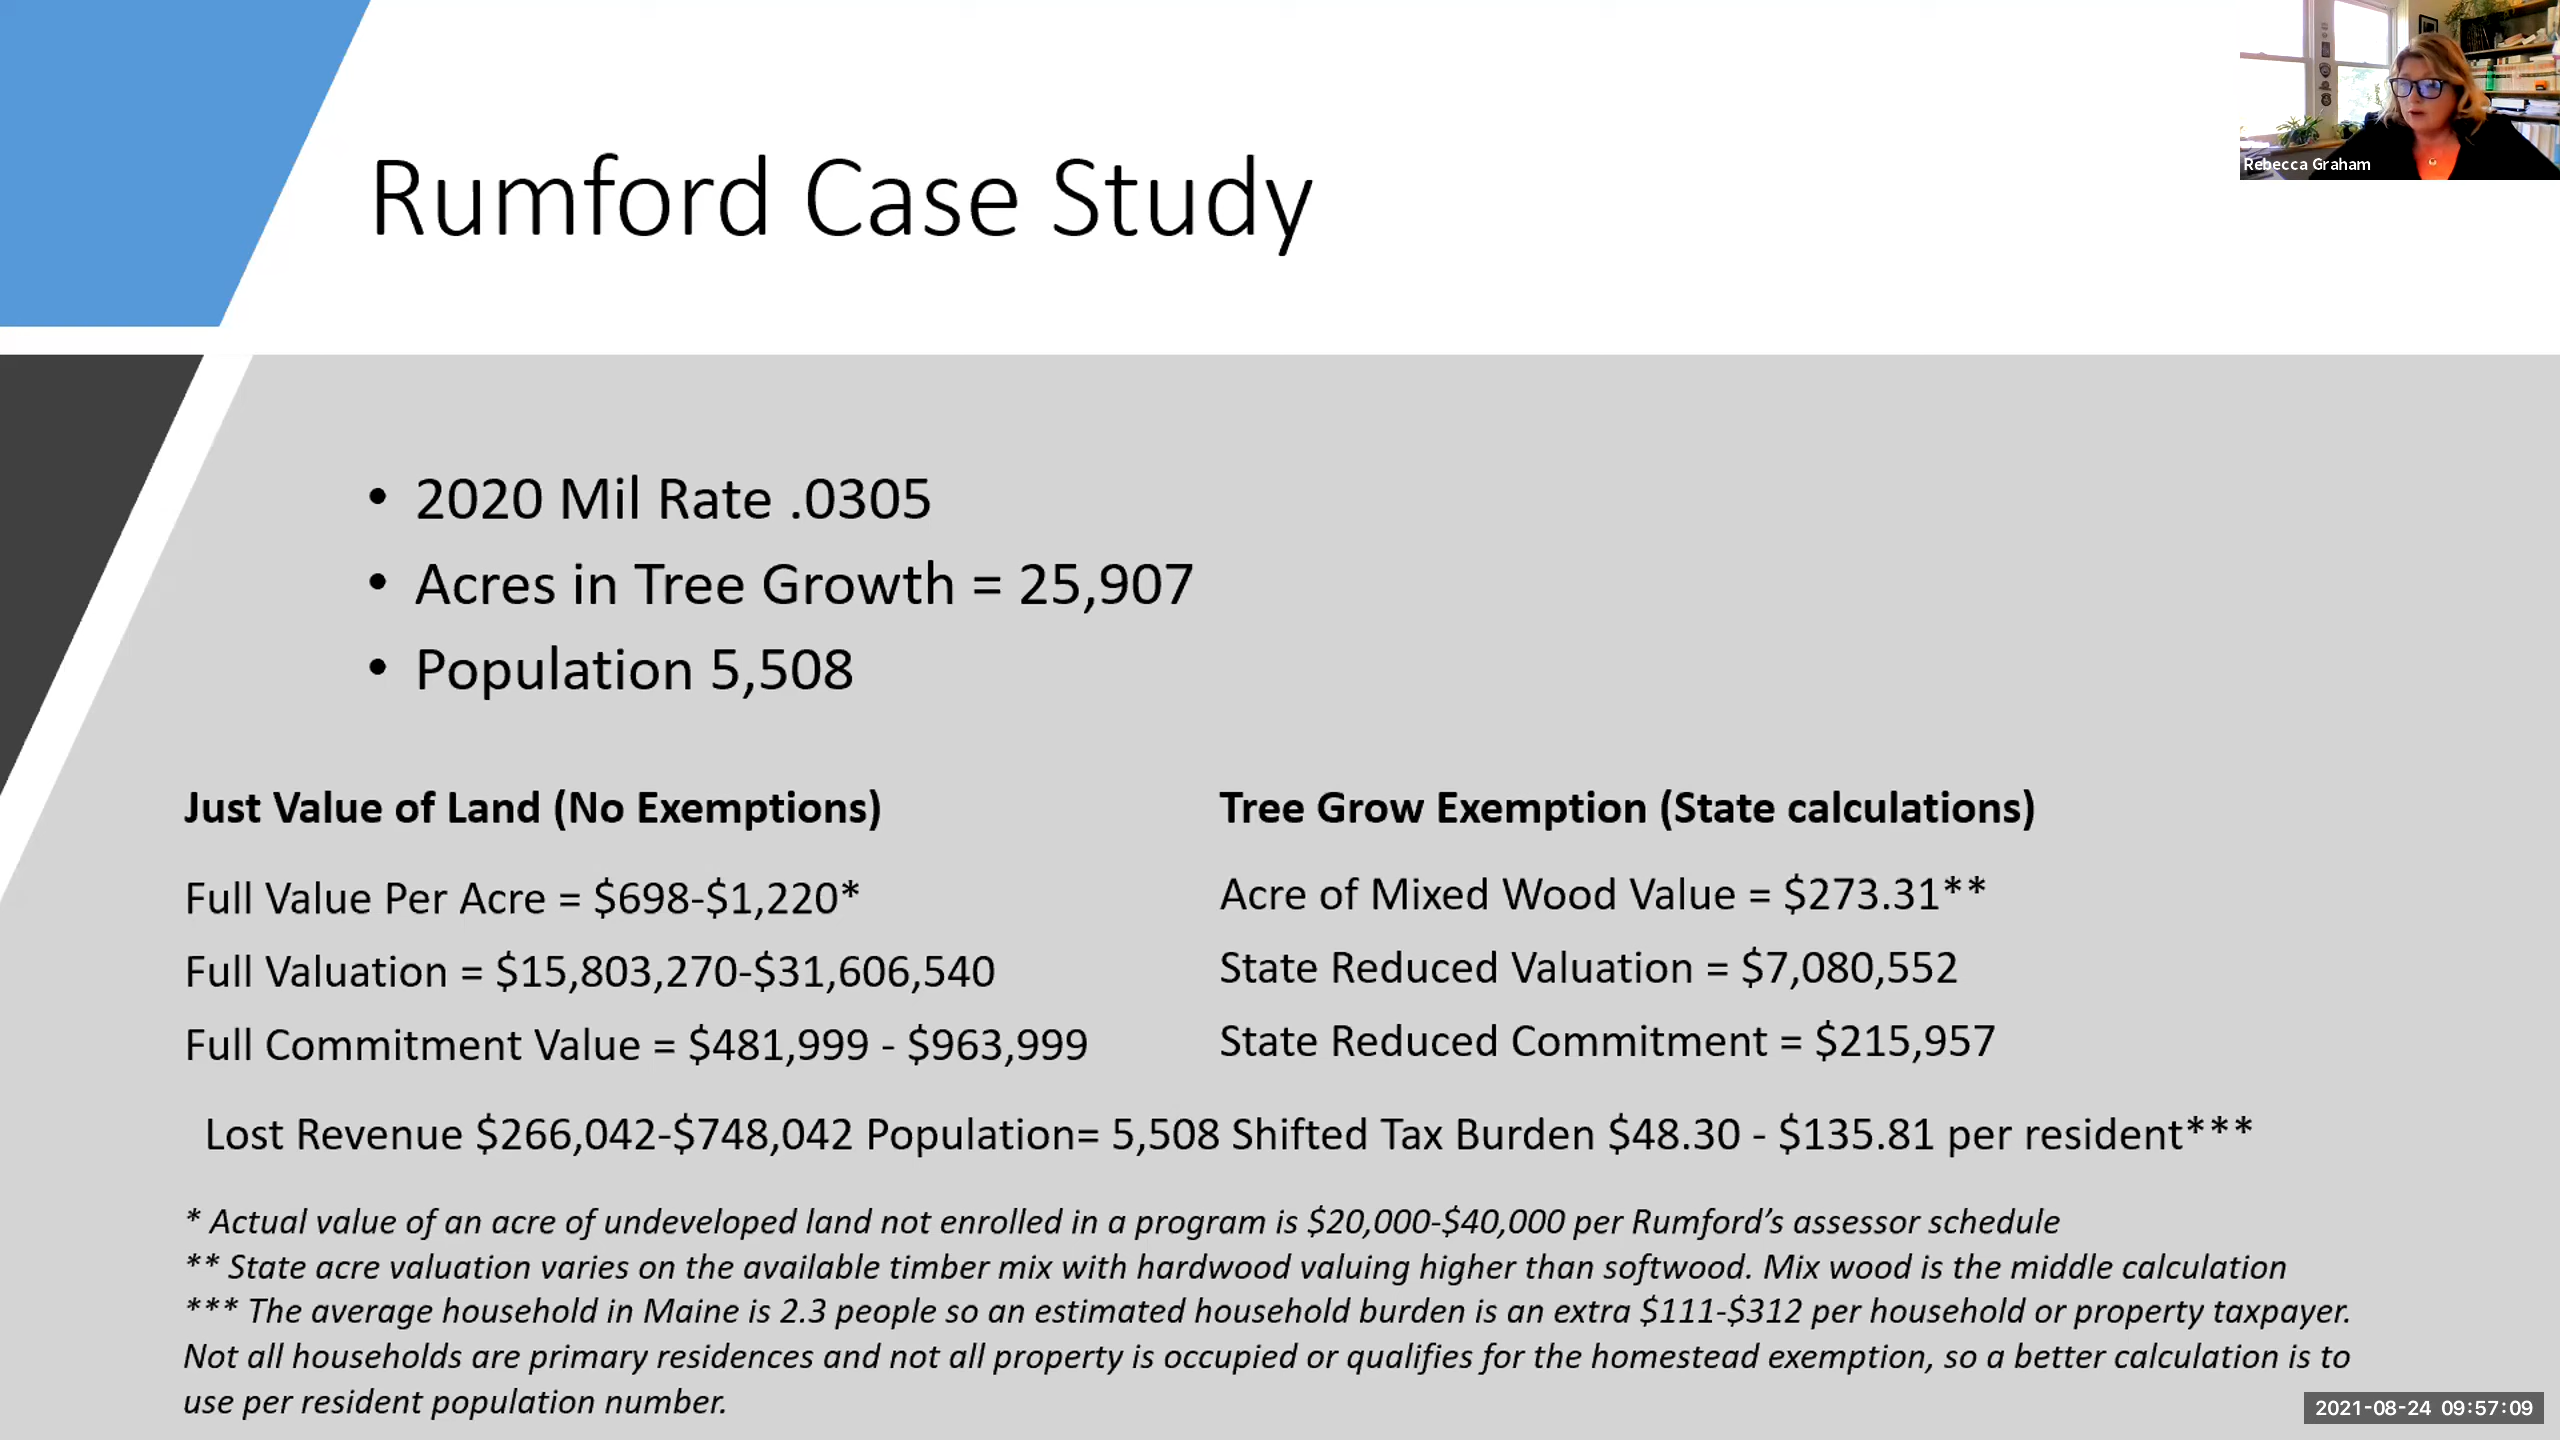 Rebecca Graham
Rumford Case Study
• 2020 Mil Rate .0305
• Acres in Tree Growth = 25,907
• Population 5,508
Just Value of Land (No Exemptions)
Full Value Per Acre = $698-$1,220*
Full Valuation = $15,803,270-$31,606,540
Full Commitment Value = $481,999 - $963,999
Tree Grow Exemption (State calculations)
Acre of Mixed Wood Value = $273.31**
State Reduced Valuation = $7,080,552
State Reduced Commitment = $215,957
Lost Revenue $266,042-$748,042 Population= 5,508 Shifted Tax Burden $48.30 - $135.81 per resident***
* Actual value of an acre of undeveloped land not enrolled in a program is $20,000-$40,000 per Rumford’s assessor schedule
** State acre valuation varies on the available timber mix with hardwood valuing higher than softwood. Mix wood is the middle calculation
*** The average household in Maine is 2.3 people so an estimated household burden is an extra $111-$312 per household or property taxpayer.
Not all households are primary residences and not all property is occupied or qualifies for the homestead exemption, so a better calculation is to
use per resident population number.
2021-08-24 09:57:09